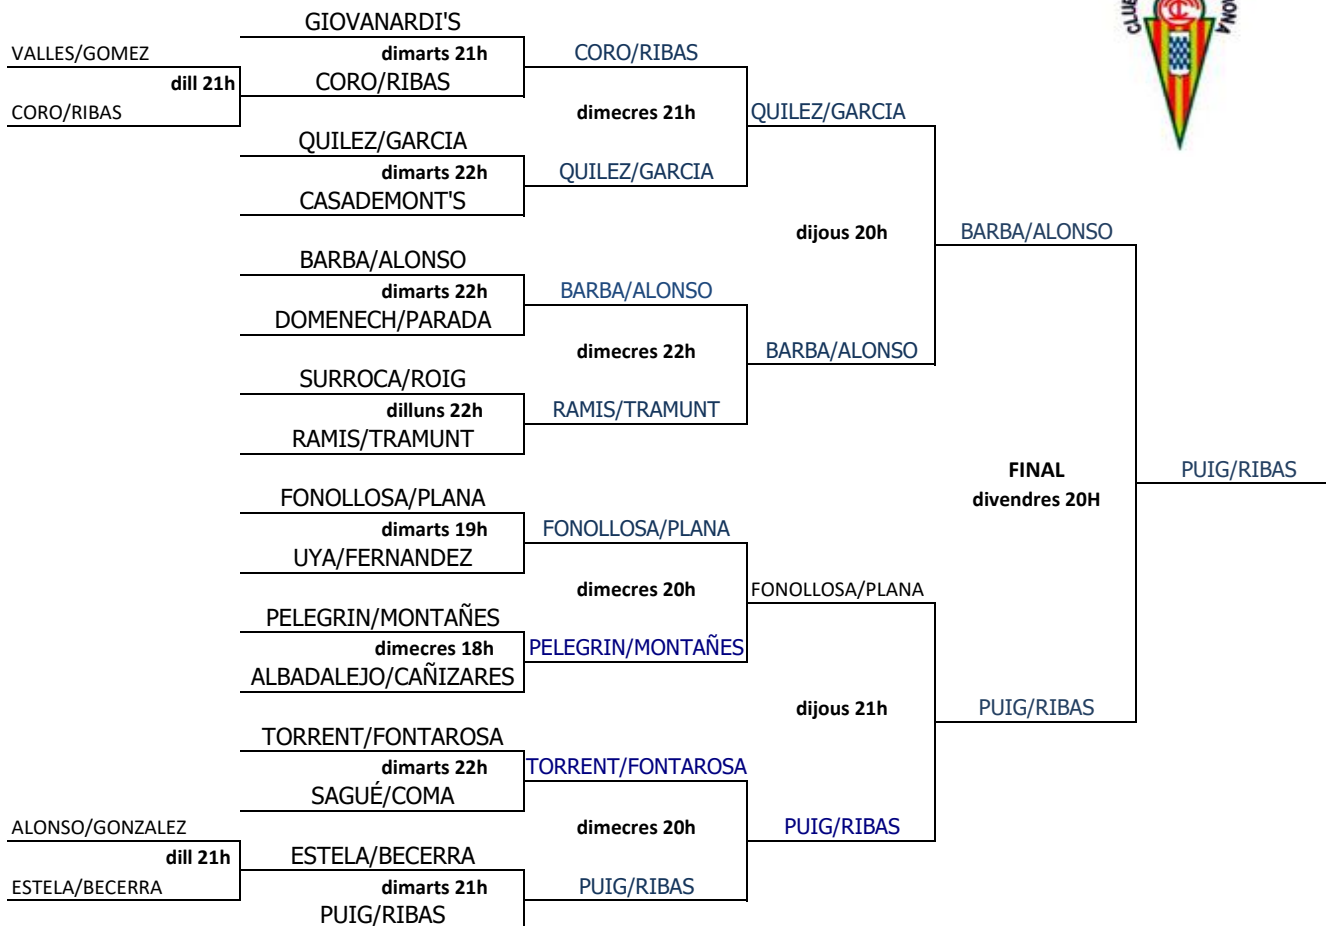 GIOVANARDI'S
VALLES/GOMEZ
dimarts 21h
CORO/RIBAS
dill 21h
CORO/RIBAS
CORO/RIBAS
dimecres 21h
QUILEZ/GARCIA
QUILEZ/GARCIA
dimarts 22h
QUILEZ/GARCIA
CASADEMONT'S
dijous 20h
BARBA/ALONSO
BARBA/ALONSO
dimarts 22h
BARBA/ALONSO
DOMENECH/PARADA
dimecres 22h
BARBA/ALONSO
SURROCA/ROIG
dilluns 22h
RAMIS/TRAMUNT
RAMIS/TRAMUNT
FINAL
PUIG/RIBAS
divendres 20H
FONOLLOSA/PLANA
dimarts 19h
FONOLLOSA/PLANA
UYA/FERNANDEZ
dimecres 20h
FONOLLOSA/PLANA
PELEGRIN/MONTAÑES
dimecres 18h
PELEGRIN/MONTAÑES
ALBADALEJO/CAÑIZARES
dijous 21h
PUIG/RIBAS
TORRENT/FONTAROSA
dimarts 22h
TORRENT/FONTAROSA
SAGUÉ/COMA
ALONSO/GONZALEZ
dimecres 20h
PUIG/RIBAS
dill 21h
ESTELA/BECERRA
ESTELA/BECERRA
dimarts 21h
PUIG/RIBAS
PUIG/RIBAS